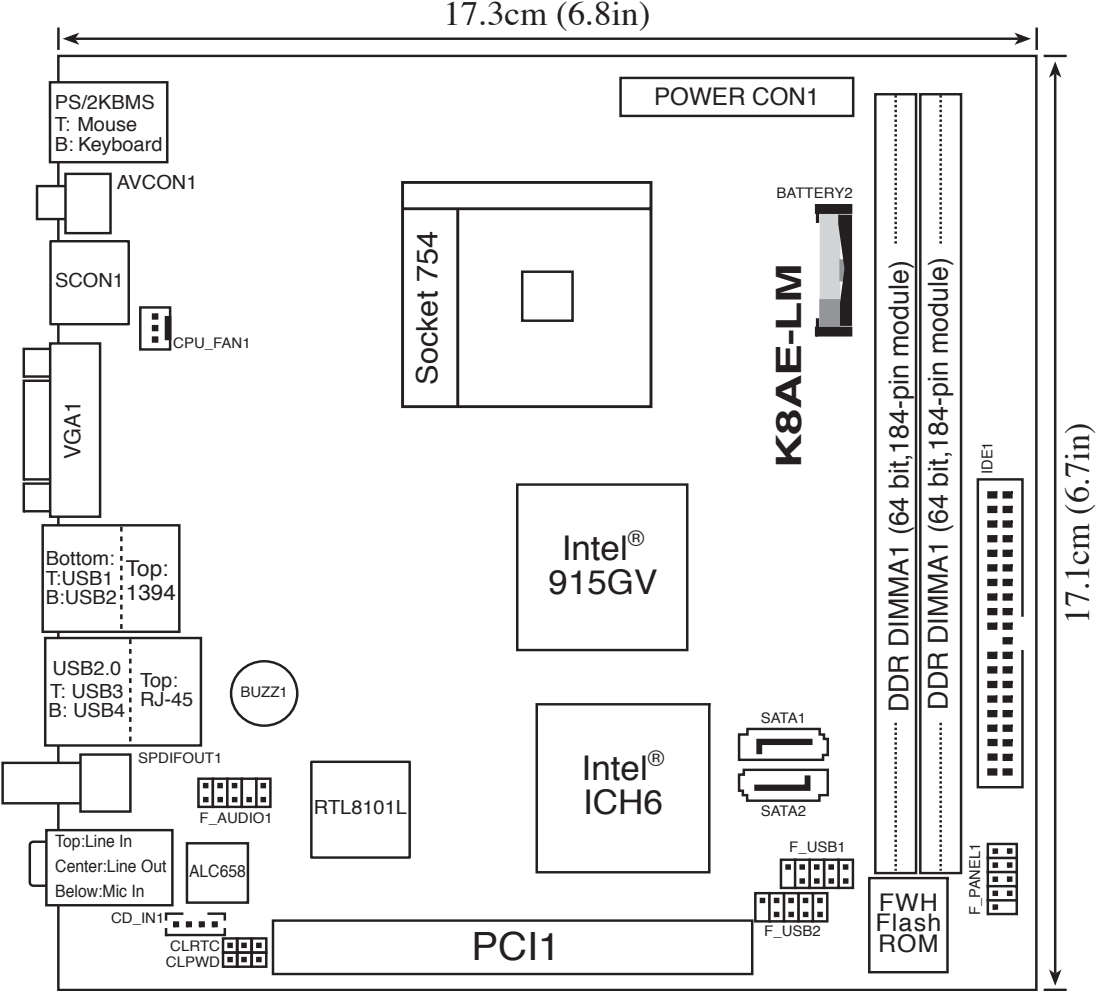 17.3cm (6.8in)
PS/2KBMS
T: Mouse
B: Keyboard
POWER CON1
AVCON1
BATTERY2
SCON1
Socket 754
CPU_FAN1
K8AE-LM
DDR DIMMA1 (64 bit,184-pin module)
DDR DIMMA1 (64 bit,184-pin module)
VGA1
IDE1
17.1cm (6.7in)
Bottom:
T:USB1
B:USB2
Top:
1394
Intel®
915GV
USB2.0
T: USB3
B: USB4
Top:
RJ-45
BUZZ1
SATA1
SPDIFOUT1
Intel®
ICH6
SATA2
F_AUDIO1
RTL8101L
Top:Line In
Center:Line Out
Below:Mic In
ALC658
F_USB1
F_PANEL1
CD_IN1
F_USB2
FWH
Flash
ROM
CLRTC
CLPWD
PCI1